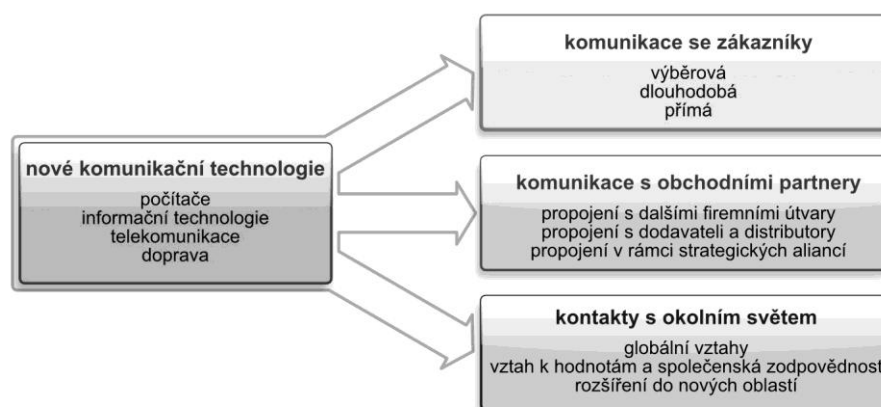 nové komunikační technologie
počítače
informační technologie
telekomunikace
doprava
komunikace se zákazníky
výběrová
dlouhodobá
přímá
komunikace s obchodními partnery
propojení s dalšími firemními útvary
propojení s dodavateli a distributory
propojení v rámci strategických aliancí
kontakty s okolním světem
globální vztahy
vztah k hodnotám a společenská zodpovědnost
rozšíření do nových oblastí